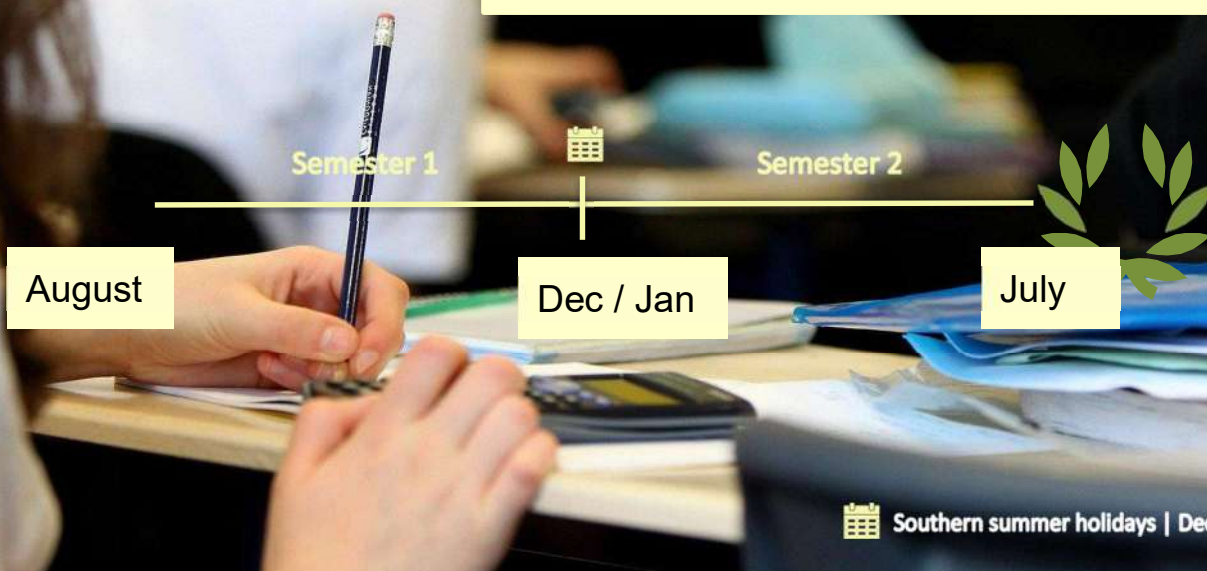 Semester 1
Semester 2
August
Dec / Jan
July
Southern summer holidays | Dec